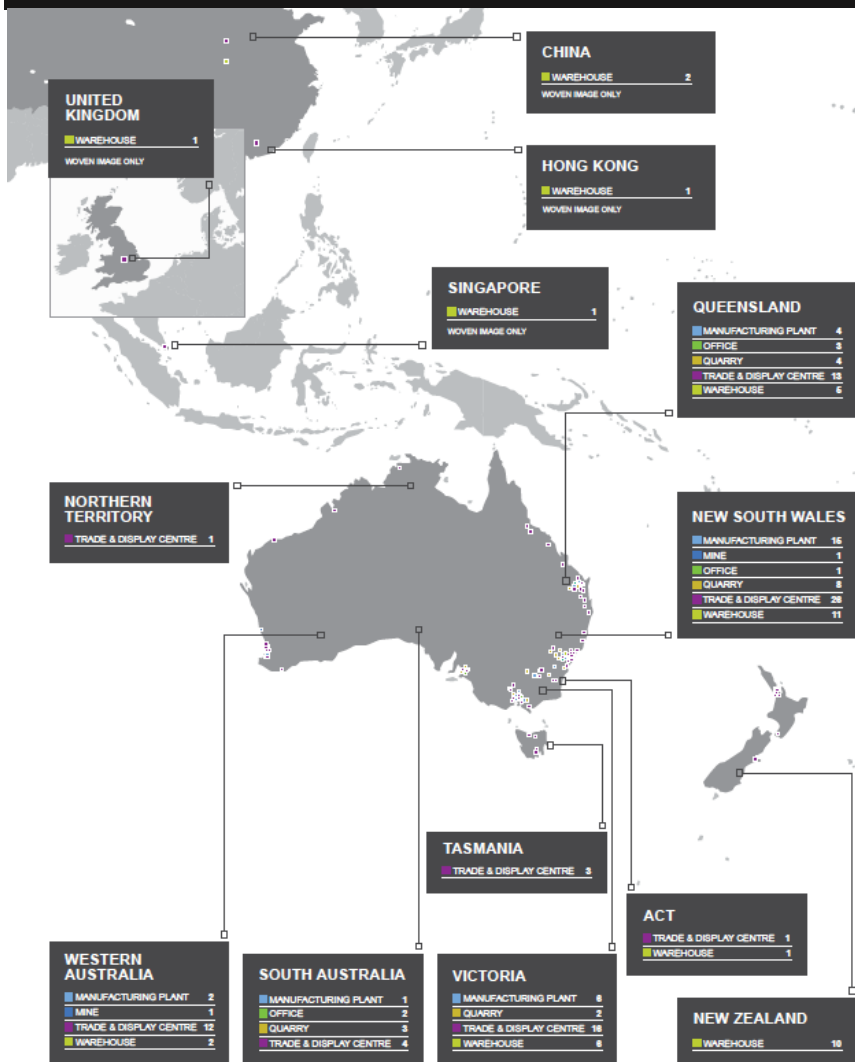 CHINA
WAREHOUSE 2
WOVEN IMAGE ONLY
UNITED
KINGDOM
WAREHOUSE 1
WOVEN IMAGE ONLY
HONG KONG
WAREHOUSE 1
WOVEN IMAGE ONLY
SINGAPORE
WAREHOUSE 1
WOVEN IMAGE ONLY
QUEENSLAND
MANUFACTURING PLANT 4
OFFICE 3
QUARRY 4
TRADE & DISPLAY CENTRE 13
WAREHOUSE 5
NORTHERN
TERRITORY
TRADE & DISPLAY CENTRE 1
NEW SOUTH WALES
MANUFACTURING PLANT 15
MINE 1
OFFICE 1
QUARRY 8
TRADE & DISPLAY CENTRE 26
WAREHOUSE 11
TASMANIA
TRADE & DISPLAY CENTRE 3
ACT
TRADE & DISPLAY CENTRE 1
WAREHOUSE 1
WESTERN
AUSTRALIA
MANUFACTURING PLANT 2
MINE 1
TRADE & DISPLAY CENTRE 12
WAREHOUSE 2
SOUTH AUSTRALIA
MANUFACTURING PLANT 1
OFFICE 2
QUARRY 3
TRADE & DISPLAY CENTRE 4
VICTORIA
MANUFACTURING PLANT 6
QUARRY 2
TRADE & DISPLAY CENTRE 16
WAREHOUSE 6
NEW ZEALAND
WAREHOUSE 10